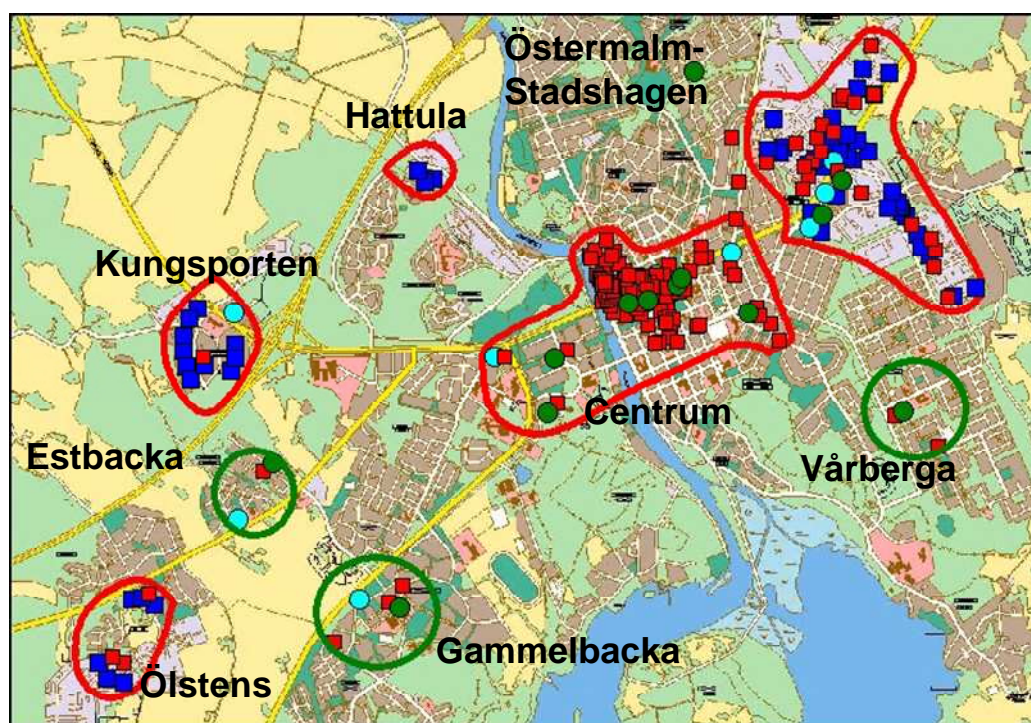 Östermalm-
Stadshagen
Hattula
Kungsporten
Centrum
Estbacka
Vårberga
Gammelbacka
Ölstens